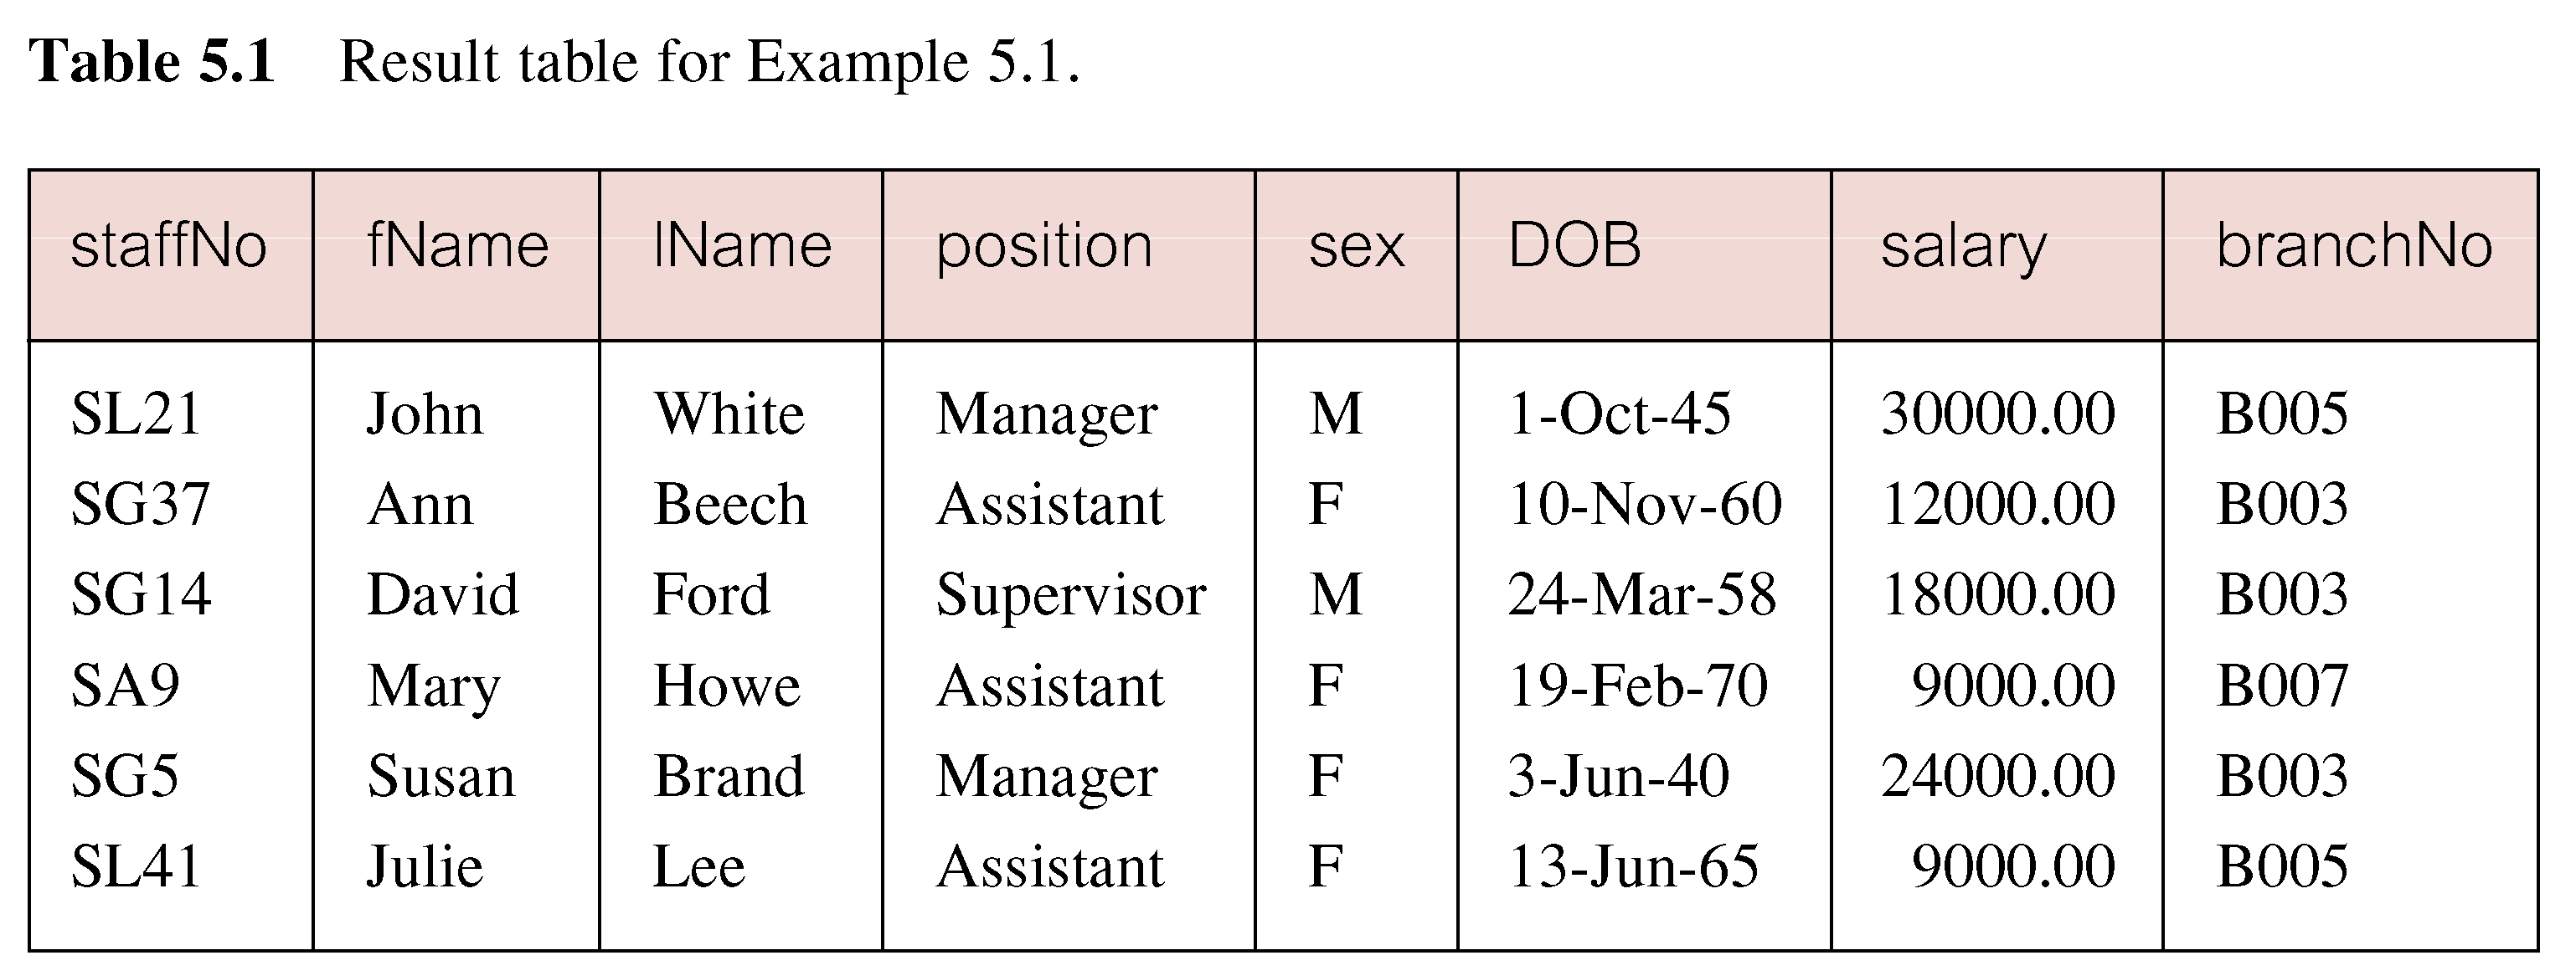 Table 5.1 Result table for Example 5.1.
staffNo fName lName position sex DOB salary branchNo
SL21 John White Manager M 1-Oct-45 30000.00 B005
SG37 Ann Beech Assistant F 10-Nov-60 12000.00 B003
SG14 David Ford Supervisor M 24-Mar-58 18000.00 B003
SA9 Mary Howe Assistant F 19-Feb-70 9000.00 B007
SG5 Susan Brand Manager F 3-Jun-40 24000.00 B003
SL41 Julie Lee Assistant F 13-Jun-65 9000.00 B005